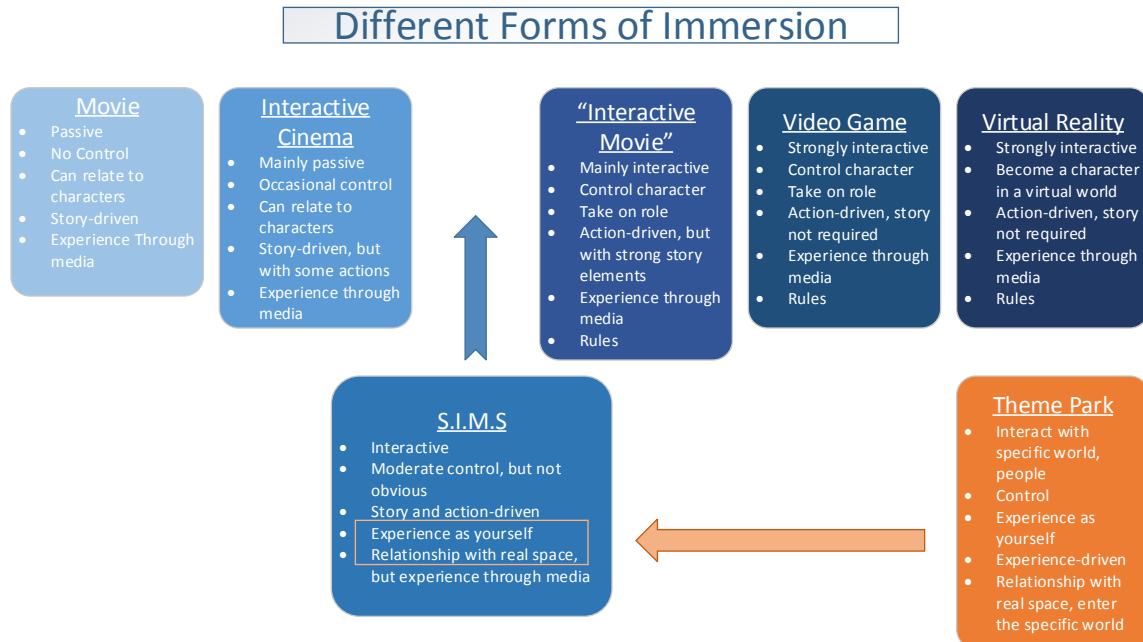 Different Forms of Immersion
Movie
• Passive
• No Control
• Can relate to
characters
• Story-driven
• Experience Through
media
Interactive
Cinema
• Mainly passive
• Occasional control
• Can relate to
characters
• Story-driven, but
with some actions
• Experience through
media
“Interactive
Movie”
• Mainly interactive
• Control character
• Take on role
• Action-driven, but
with strong story
elements
• Experience through
media
• Rules
Video Game
• Strongly interactive
• Control character
• Take on role
• Action-driven, story
not required
• Experience through
media
• Rules
Virtual Reality
• Strongly interactive
• Become a character
in a virtual world
• Action-driven, story
not required
• Experience through
media
• Rules
S.I.M.S
• Interactive
• Moderate control, but not
obvious
• Story and action-driven
• Experience as yourself
• Relationship with real space,
but experience through media
Theme Park
• Interact with
specific world,
people
• Control
• Experience as
yourself
• Experience-driven
• Relationship with
real space, enter
the specific world